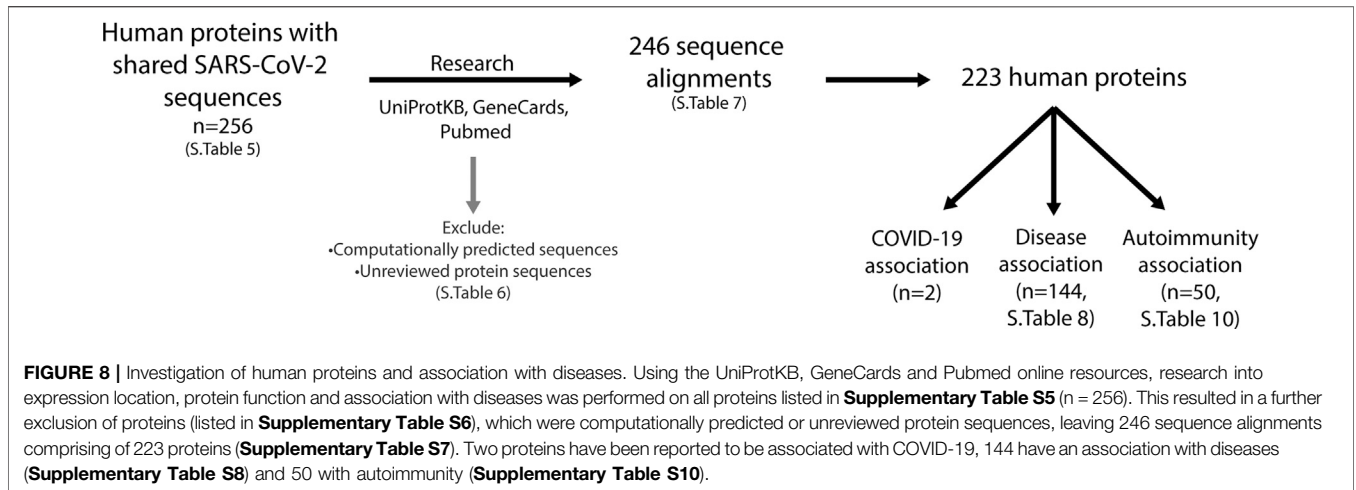 Human proteins with
shared SARS-CoV-2
sequences
n=256
(S.Table 5)
Research
UniProtKB, GeneCards,
Pubmed
Exclude:
•Computationally predicted sequences
•Unreviewed protein sequences
(S.Table 6)
246 sequence
alignments
(S.Table 7)
223 human proteins
COVID-19
association
(n=2)
Disease
association
(n=144,
S.Table 8)
Autoimmunity
association
(n=50,
S.Table 10)
FIGURE 8 | Investigation of human proteins and association with diseases. Using the UniProtKB, GeneCards and Pubmed online resources, research into
expression location, protein function and association with diseases was performed on all proteins listed in Supplementary Table S5 (n = 256). This resulted in a further
exclusion of proteins (listed in Supplementary Table S6), which were computationally predicted or unreviewed protein sequences, leaving 246 sequence alignments
comprising of 223 proteins (Supplementary Table S7). Two proteins have been reported to be associated with COVID-19, 144 have an association with diseases
(Supplementary Table S8) and 50 with autoimmunity (Supplementary Table S10).